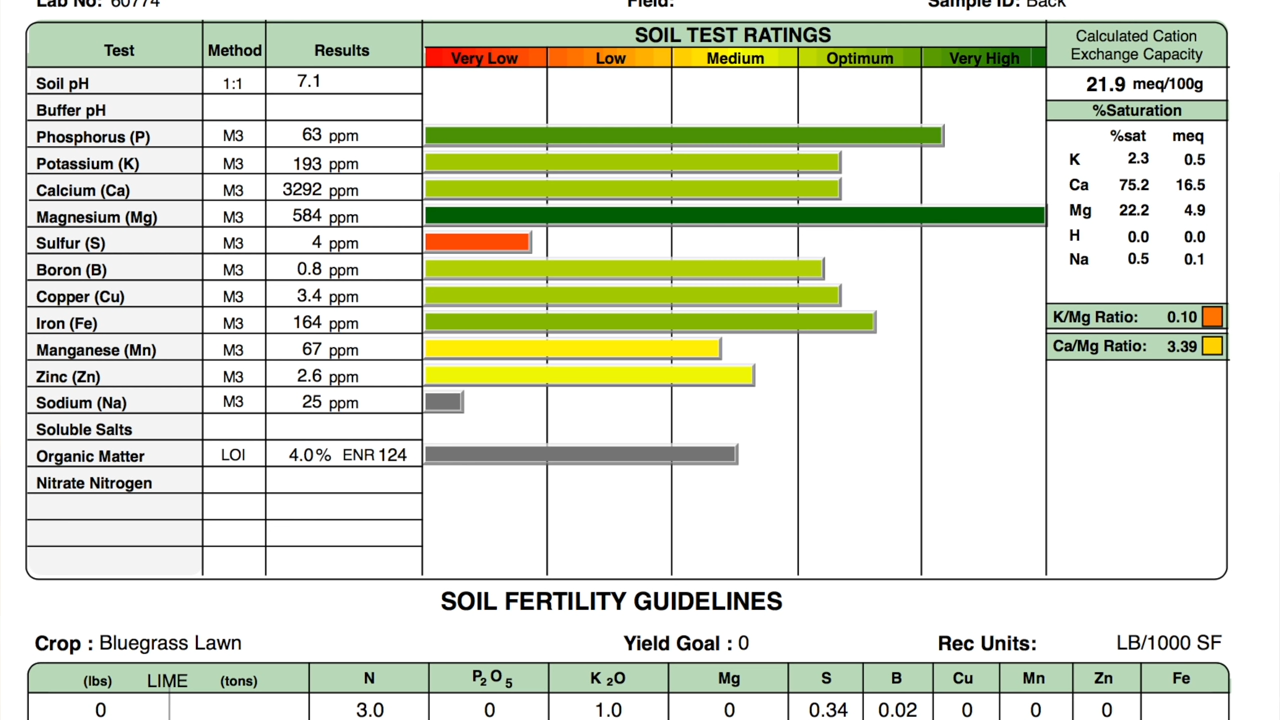 Lab No: 60774 Field: Sample ID: Back
Test Method Results SOIL TEST RATINGS Calculated Cation Exchange Capacity
Very Low Low Medium Optimum Very High
Soil pH 1:1 7.1 21.9 meq/100g
Buffer pH %Saturation
Phosphorus (P) M3 63 ppm %sat meq
Potassium (K) M3 193 ppm K 2.3 0.5
Calcium (Ca) M3 3292 ppm Ca 75.2 16.5
Magnesium (Mg) M3 584 ppm Mg 22.2 4.9
Sulfur (S) M3 4 ppm H 0.0 0.0
Boron (B) M3 0.8 ppm Na 0.5 0.1
Copper (Cu) M3 3.4 ppm
Iron (Fe) M3 164 ppm K/Mg Ratio: 0.10
Manganese (Mn) M3 67 ppm Ca/Mg Ratio: 3.39
Zinc (Zn) M3 2.6 ppm
Sodium (Na) M3 25 ppm
Soluble Salts
Organic Matter LOI 4.0% ENR 124
Nitrate Nitrogen
SOIL FERTILITY GUIDELINES
Crop : Bluegrass Lawn Yield Goal : 0 Rec Units: LB/1000 SF
(lbs) LIME (tons) N P2O5 K2O Mg S B Cu Mn Zn Fe
0 3.0 0 1.0 0 0.34 0.02 0 0 0